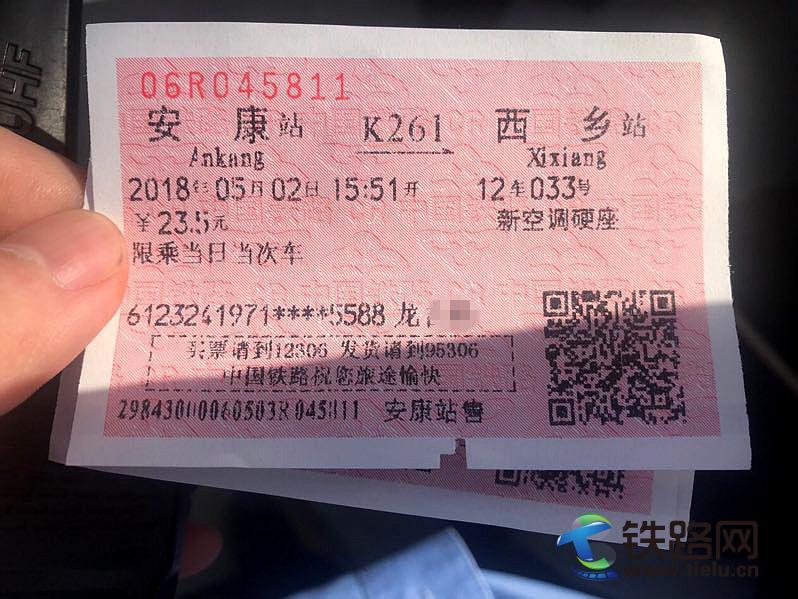 06R045811
安 康站 K261 西 乡站
Ankang Xixiang
2018年05月02日 15:51开 12车033号
¥23.5元 新空调硬座
限乘当日当次车
6123241971****5588 龙
买票请到12306 发货请到95306
中国铁路祝您旅途愉快
29843000060503R045811 安康站售
铁路网
www.tielu.cn